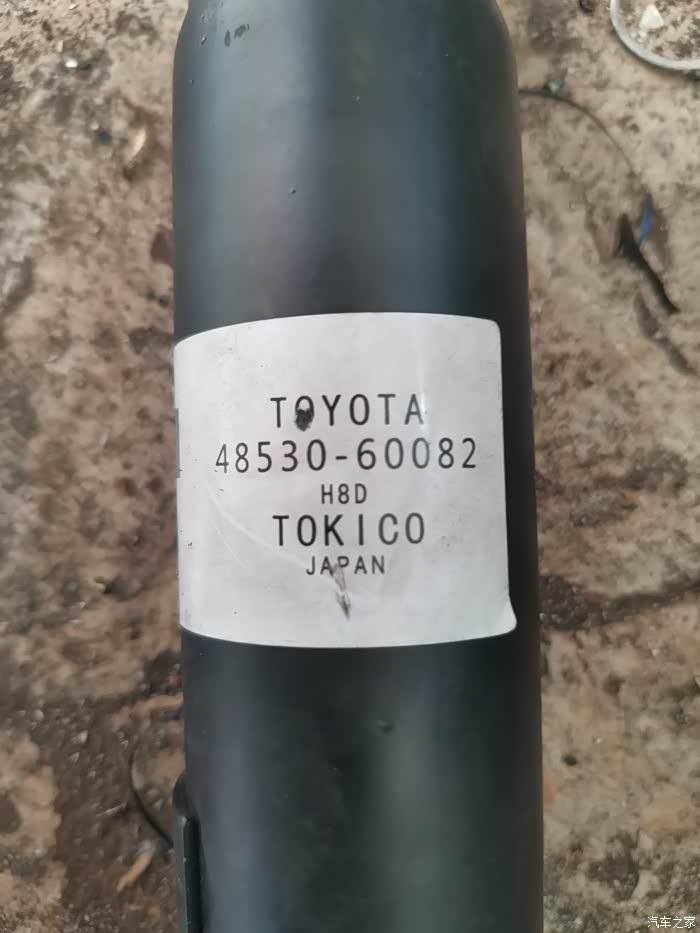 TOYOTA
48530-60082
H8D
TOKICO
JAPAN
汽车之家